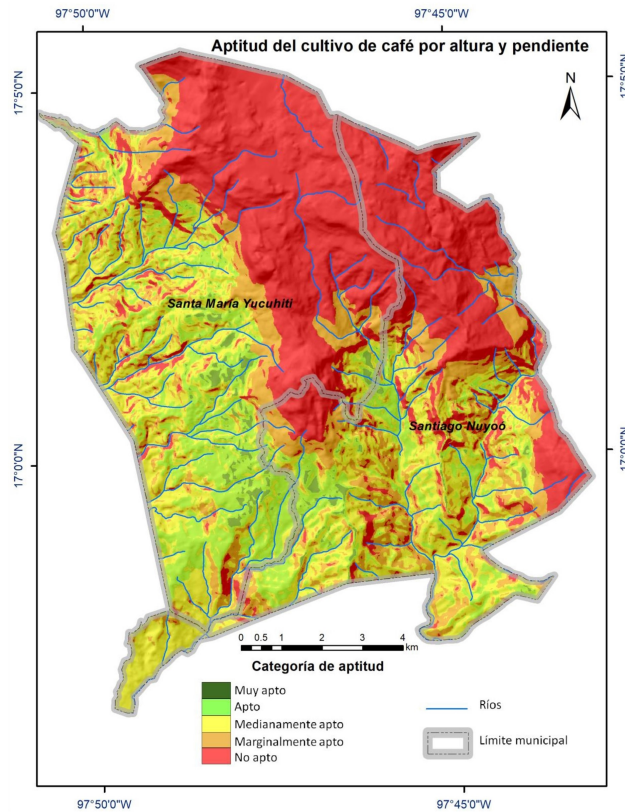 97°50'0"W 97°45'0"W
Aptitud del cultivo de café por altura y pendiente
N
17°5'0"N 17°5'0"N
Santa María Yucuhiti
Santiago Nuyoó
17°0'0"N 17°0'0"N
0 0.5 1 2 3 4
km
Categoría de aptitud
Muy apto
Apto
Medianamente apto
Marginalmente apto
No apto
Ríos
Límite municipal
97°50'0"W 97°45'0"W